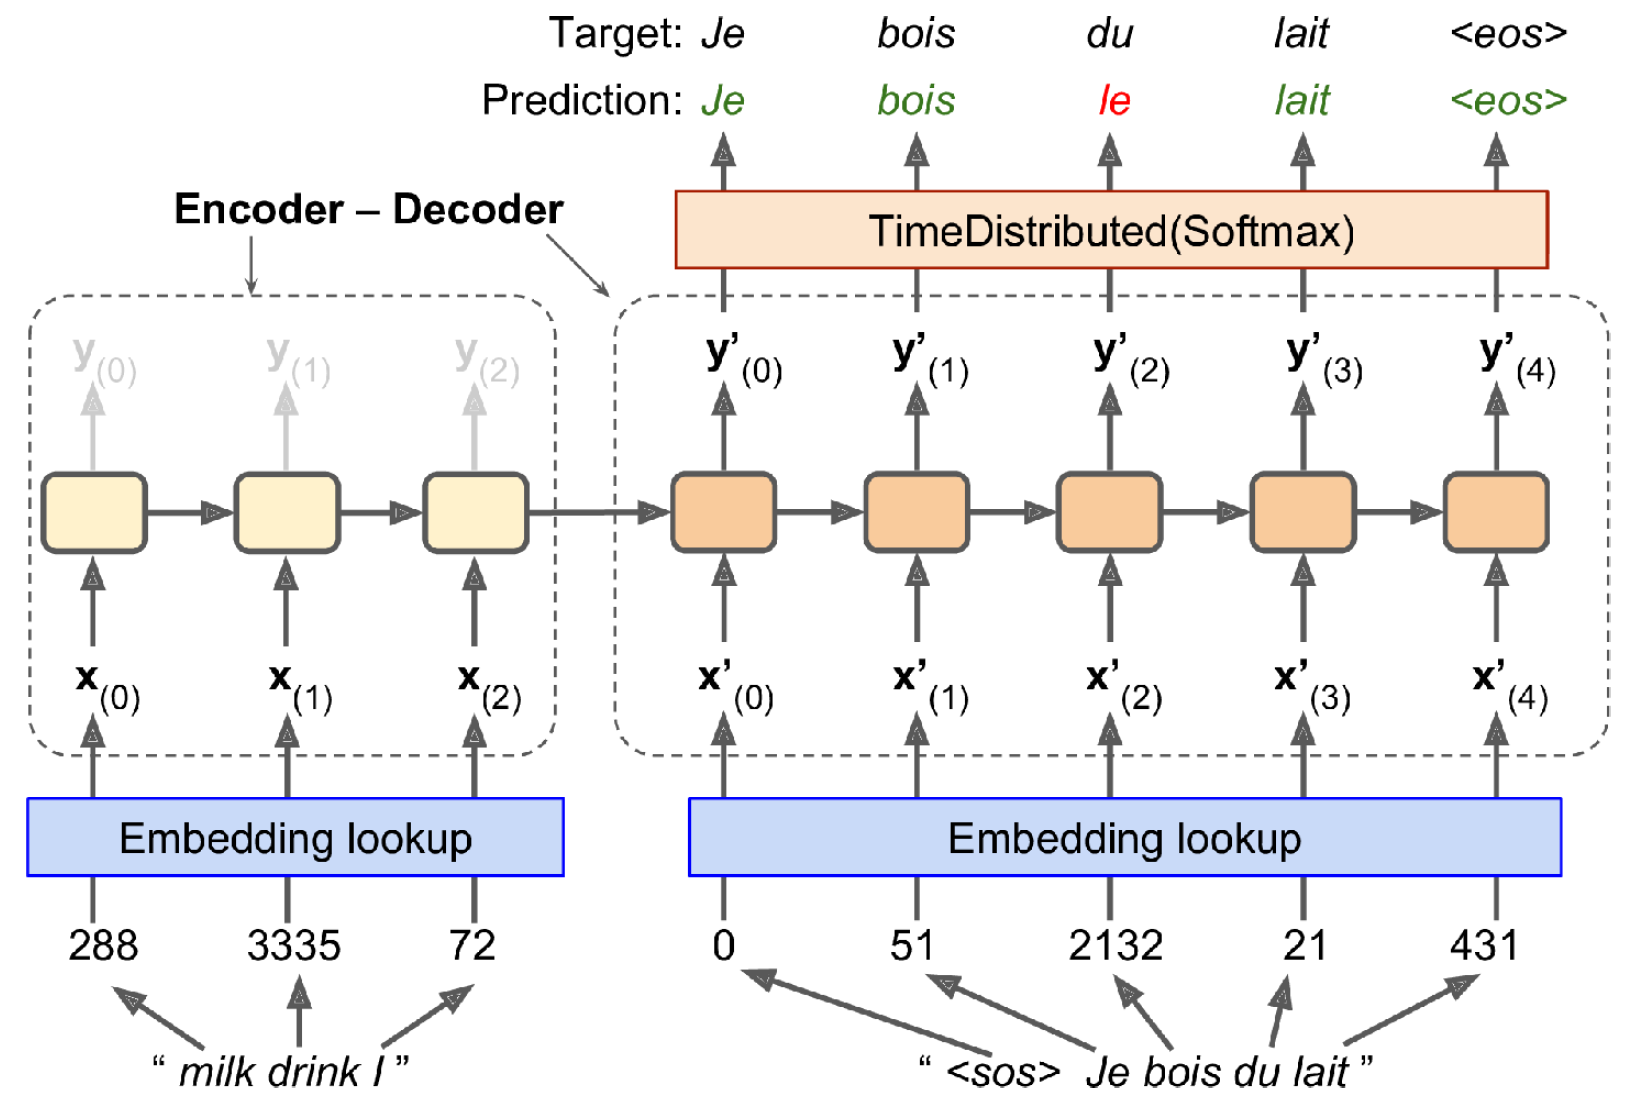 Target: Je bois du lait <eos>
Prediction: Je bois le lait <eos>
Encoder – Decoder
TimeDistributed(Softmax)
y(0) y(1) y(2) y’(0) y’(1) y’(2) y’(3) y’(4)
x(0) x(1) x(2) x’(0) x’(1) x’(2) x’(3) x’(4)
Embedding lookup Embedding lookup
288 3335 72 0 51 2132 21 431
“ milk drink I ” “ <sos> Je bois du lait ”